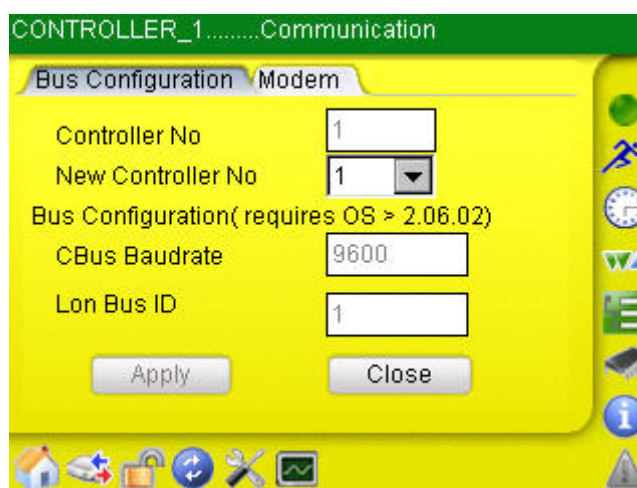 CONTROLLER_1.........Communication
Bus Configuration Modem
Controller No 1
New Controller No 1
Bus Configuration( requires OS > 2.06.02)
CBus Baudrate 9600
Lon Bus ID 1
Apply Close